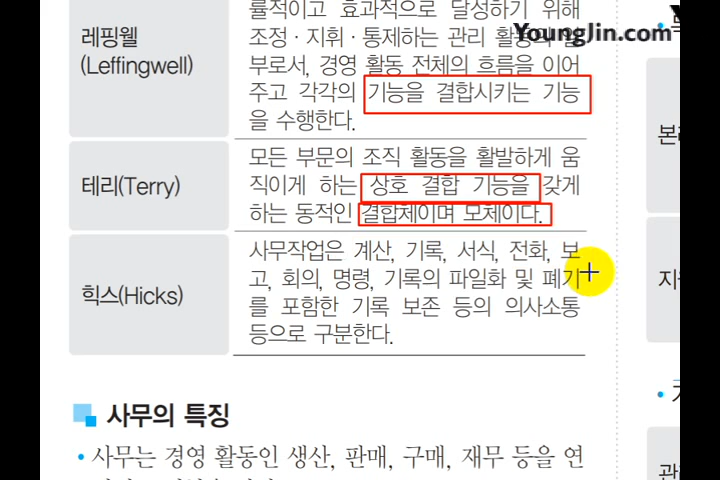 률적이고 효과적으로 달성하기 위해
YoungJin.com
레핑웰
(Leffingwell)
조정·지휘·통제하는 관리 활동의 일
부로서, 경영 활동 전체의 흐름을 이어
주고 각각의 기능을 결합시키는 기능
을 수행한다.
테리(Terry)
모든 부문의 조직 활동을 활발하게 움
직이게 하는 상호 결합 기능을 갖게
하는 동적인 결합체이며 모체이다.
힉스(Hicks)
사무작업은 계산, 기록, 서식, 전화, 보
고, 회의, 명령, 기록의 파일화 및 폐기
를 포함한 기록 보존 등의 의사소통
등으로 구분한다.
사무의 특징
• 사무는 경영 활동인 생산, 판매, 구매, 재무 등을 연